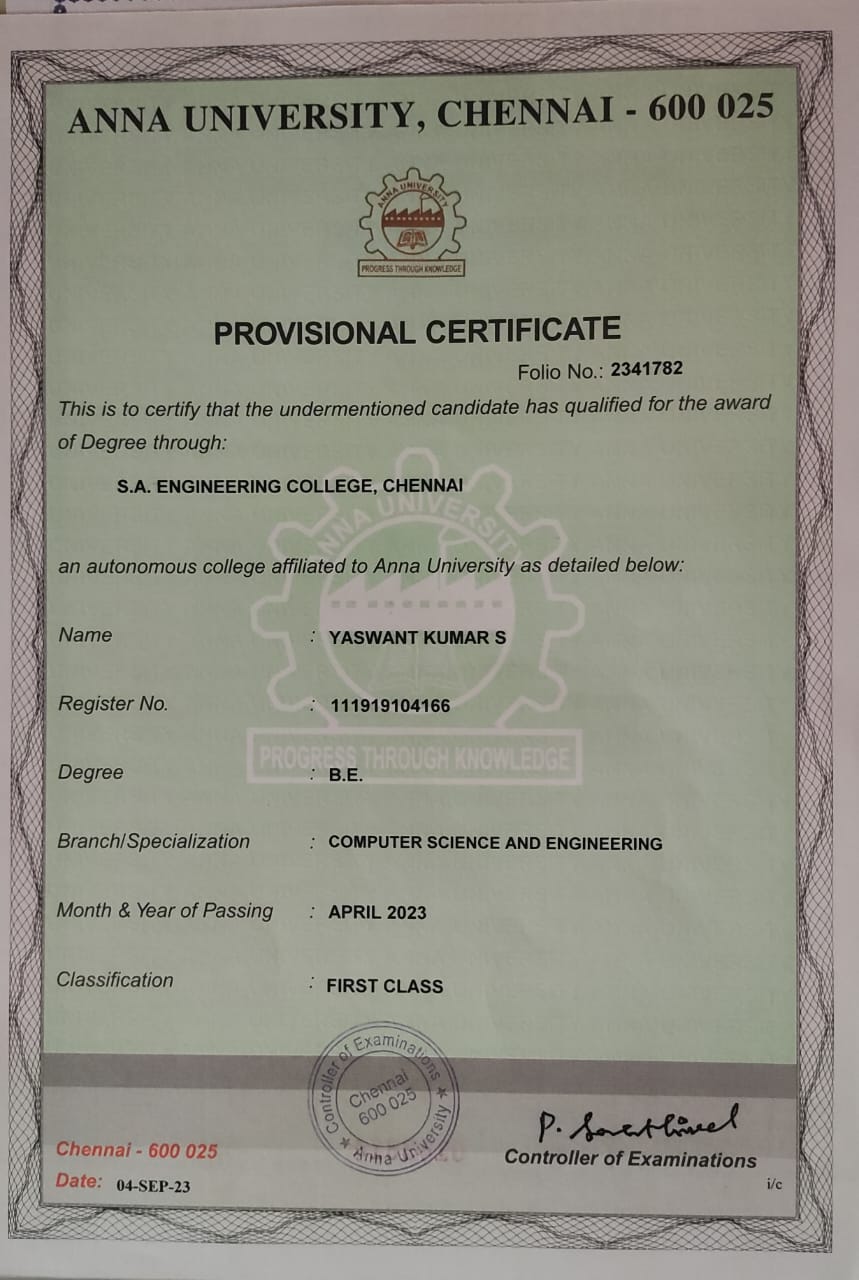 ANNA UNIVERSITY, CHENNAI - 600 025
ANNA UNIVERSITY
PROGRESS THROUGH KNOWLEDGE
PROVISIONAL CERTIFICATE
Folio No.: 2341782
This is to certify that the undermentioned candidate has qualified for the award
of Degree through:
S.A. ENGINEERING COLLEGE, CHENNAI
ANNA UNIVERSITY
an autonomous college affiliated to Anna University as detailed below:
Name : YASWANT KUMAR S
Register No. : 111919104166
PROGRESS THROUGH KNOWLEDGE
Degree : B.E.
Branch/Specialization : COMPUTER SCIENCE AND ENGINEERING
Month & Year of Passing : APRIL 2023
Classification : FIRST CLASS
Controller of Examinations
Chennai
600 025
Anna University
P. Sakthivel
Controller of Examinations
i/c
Chennai - 600 025
Date: 04-SEP-23